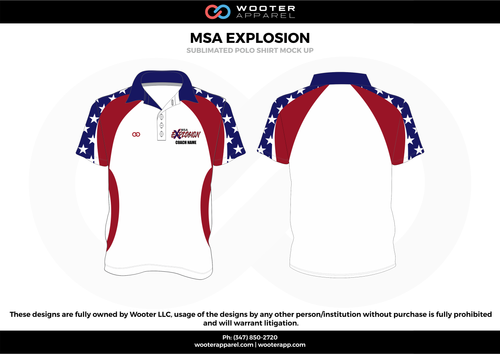 WOOTER
APPAREL
MSA EXPLOSION
SUBLIMATED POLO SHIRT MOCK UP
MSA
EXPLOSION
COACH NAME
These designs are fully owned by Wooter LLC, usage of the designs by any other person/institution without purchase is fully prohibited
and will warrant litigation.
Ph: (347) 850-2720
wooterapparel.com | wooterapp.com